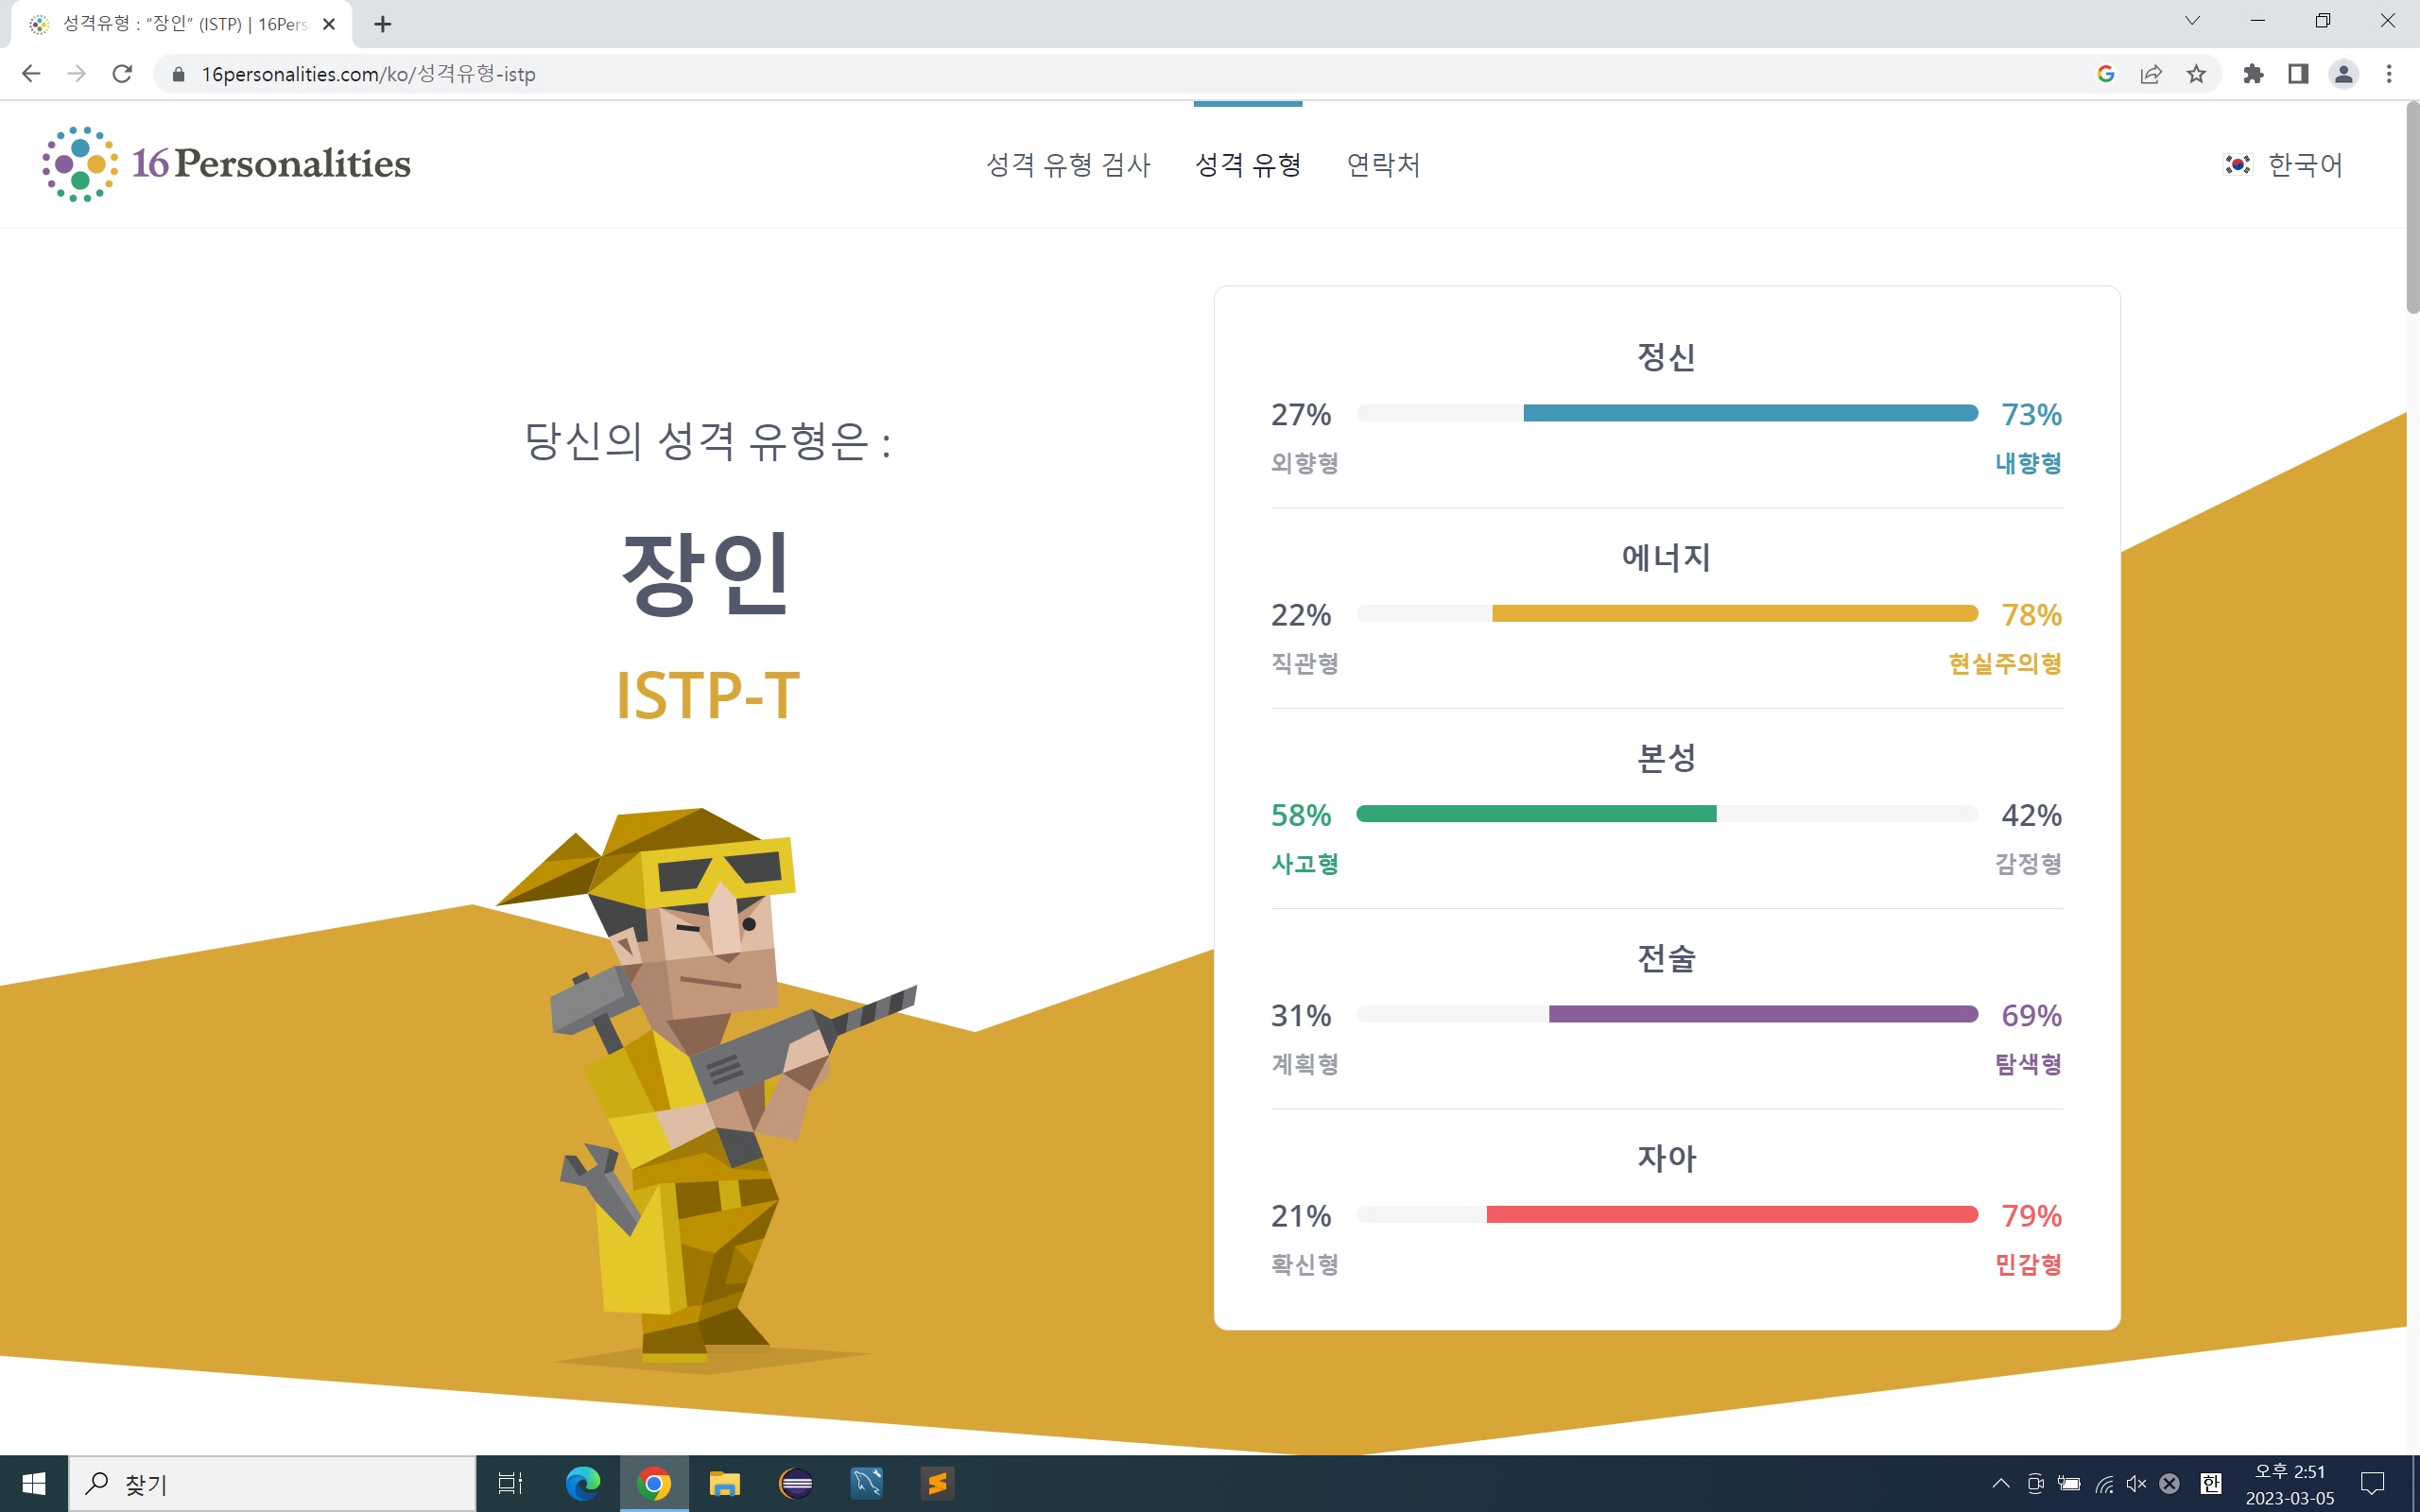 성격유형 : “장인” (ISTP) | 16Pers
16personalities.com/ko/성격유형-istp
16Personalities
성격 유형 검사
성격 유형
연락처
한국어
당신의 성격 유형은 :
장인
ISTP-T
정신
27%
73%
외향형
내향형
에너지
22%
78%
직관형
현실주의형
본성
58%
42%
사고형
감정형
전술
31%
69%
계획형
탐색형
자아
21%
79%
확신형
민감형
찾기
한
오후 2:51
2023-03-05